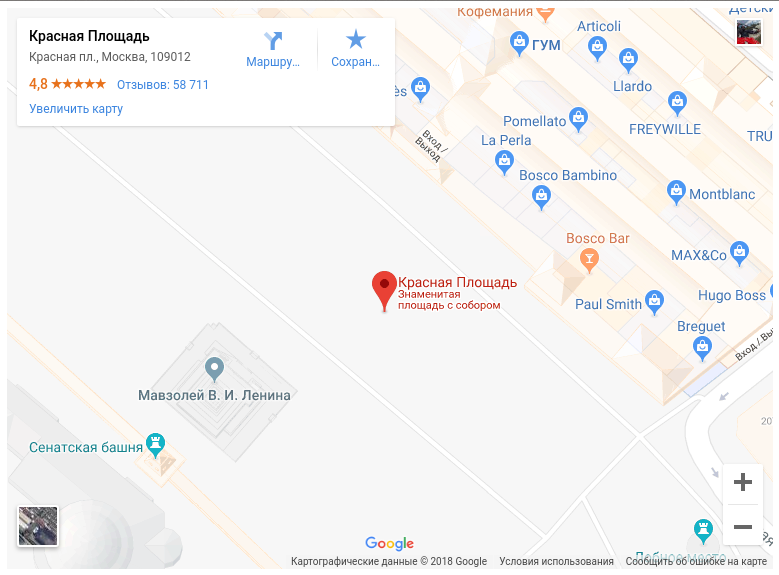 Красная Площадь
Красная пл., Москва, 109012
4,8
Отзывов: 58 711
Увеличить карту
Маршру...
Сохран...
Кофемания
Articoli
ГУМ
Llardo
Pomellato
FREYWILLE
La Perla
TRU
Вход /
Выход
Bosco Bambino
Montblanc
Bosco Bar
MAX&Co
Красная Площадь
Знаменитая
площадь с собором
Hugo Boss
Paul Smith
Breguet
Вход / Вы
Мавзолей В. И. Ленина
20
Сенатская башня
Google
Лобное место
Картографические данные © 2018 Google
Условия использования
Сообщить об ошибке на карте